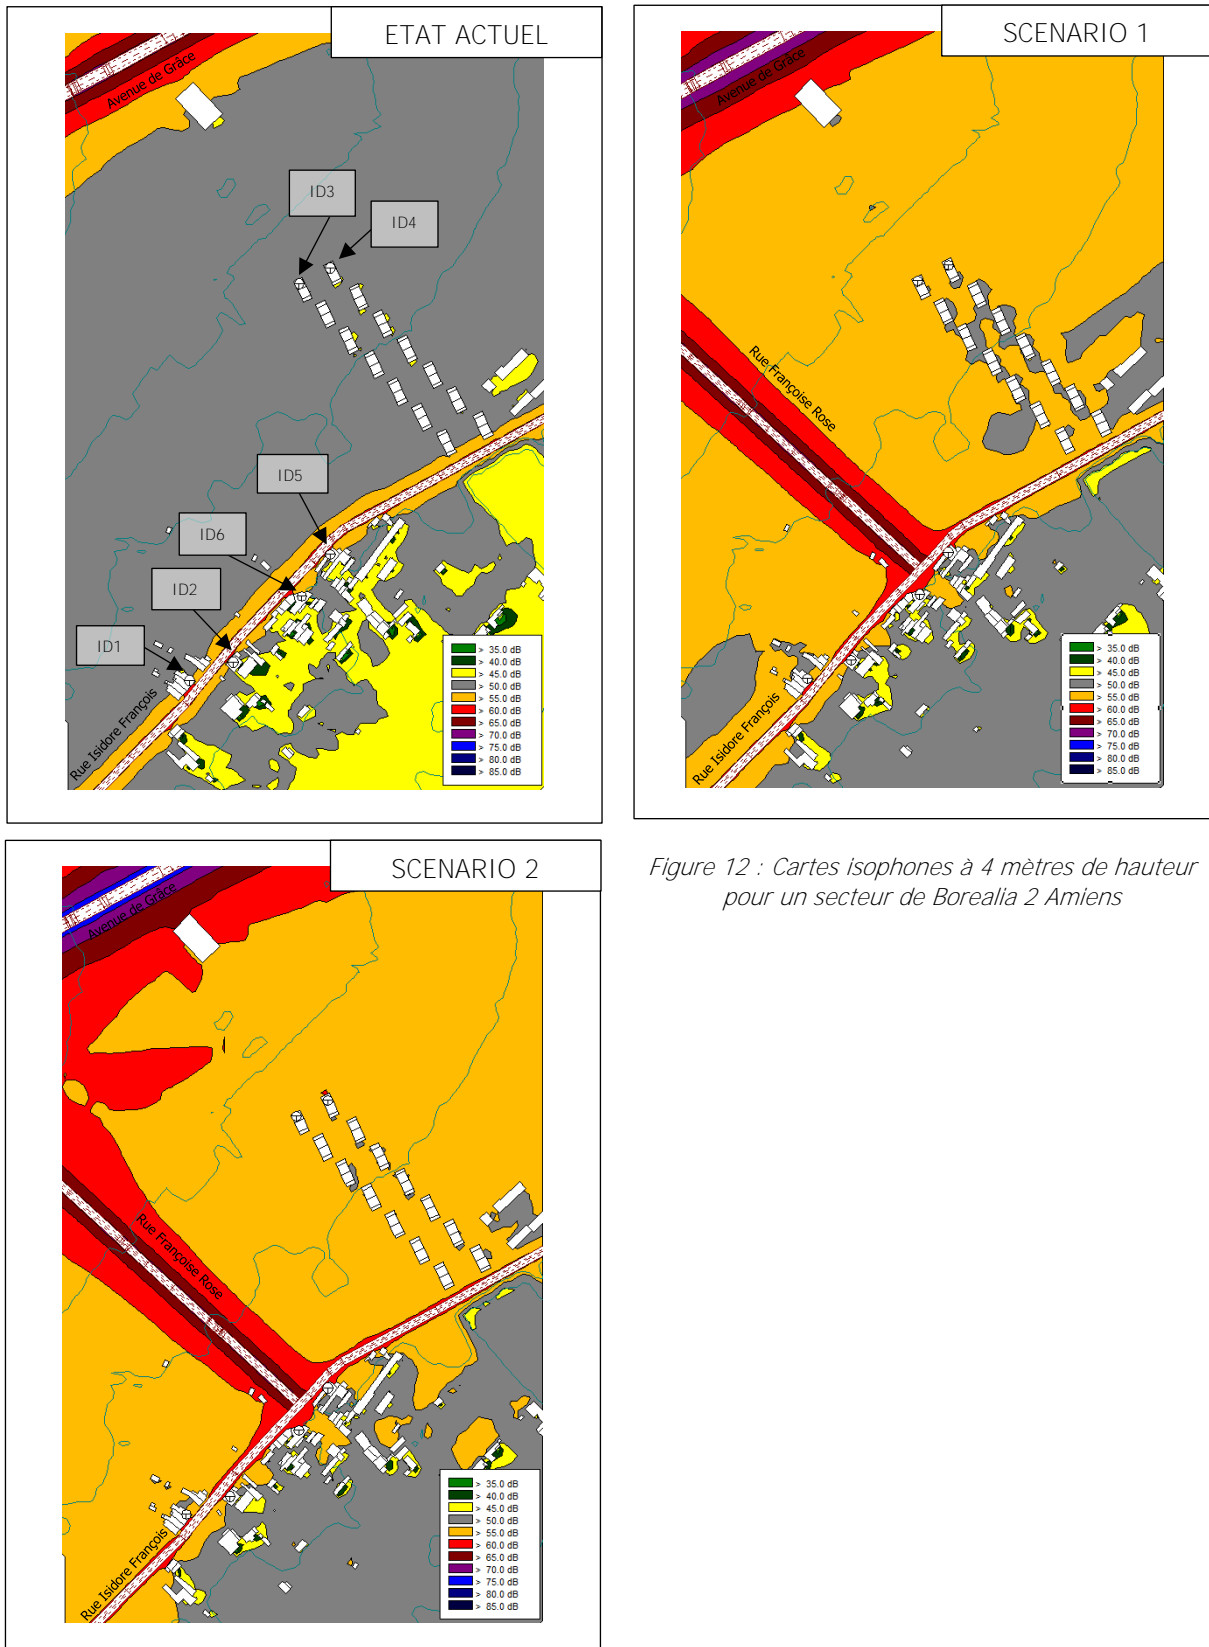 ETAT ACTUEL
Avenue de Grâce
ID3
ID4
ID5
ID6
ID2
ID1
Rue Isidore François
> 35.0 dB
> 40.0 dB
> 45.0 dB
> 50.0 dB
> 55.0 dB
> 60.0 dB
> 65.0 dB
> 70.0 dB
> 75.0 dB
> 80.0 dB
> 85.0 dB
SCENARIO 1
Avenue de Grâce
Rue Françoise Rose
Rue Isidore François
> 35.0 dB
> 40.0 dB
> 45.0 dB
> 50.0 dB
> 55.0 dB
> 60.0 dB
> 65.0 dB
> 70.0 dB
> 75.0 dB
> 80.0 dB
> 85.0 dB
SCENARIO 2
Avenue de Grâce
Rue Françoise Rose
Rue Isidore François
> 35.0 dB
> 40.0 dB
> 45.0 dB
> 50.0 dB
> 55.0 dB
> 60.0 dB
> 65.0 dB
> 70.0 dB
> 75.0 dB
> 80.0 dB
> 85.0 dB
Figure 12 : Cartes isophones à 4 mètres de hauteur
pour un secteur de Borealia 2 Amiens